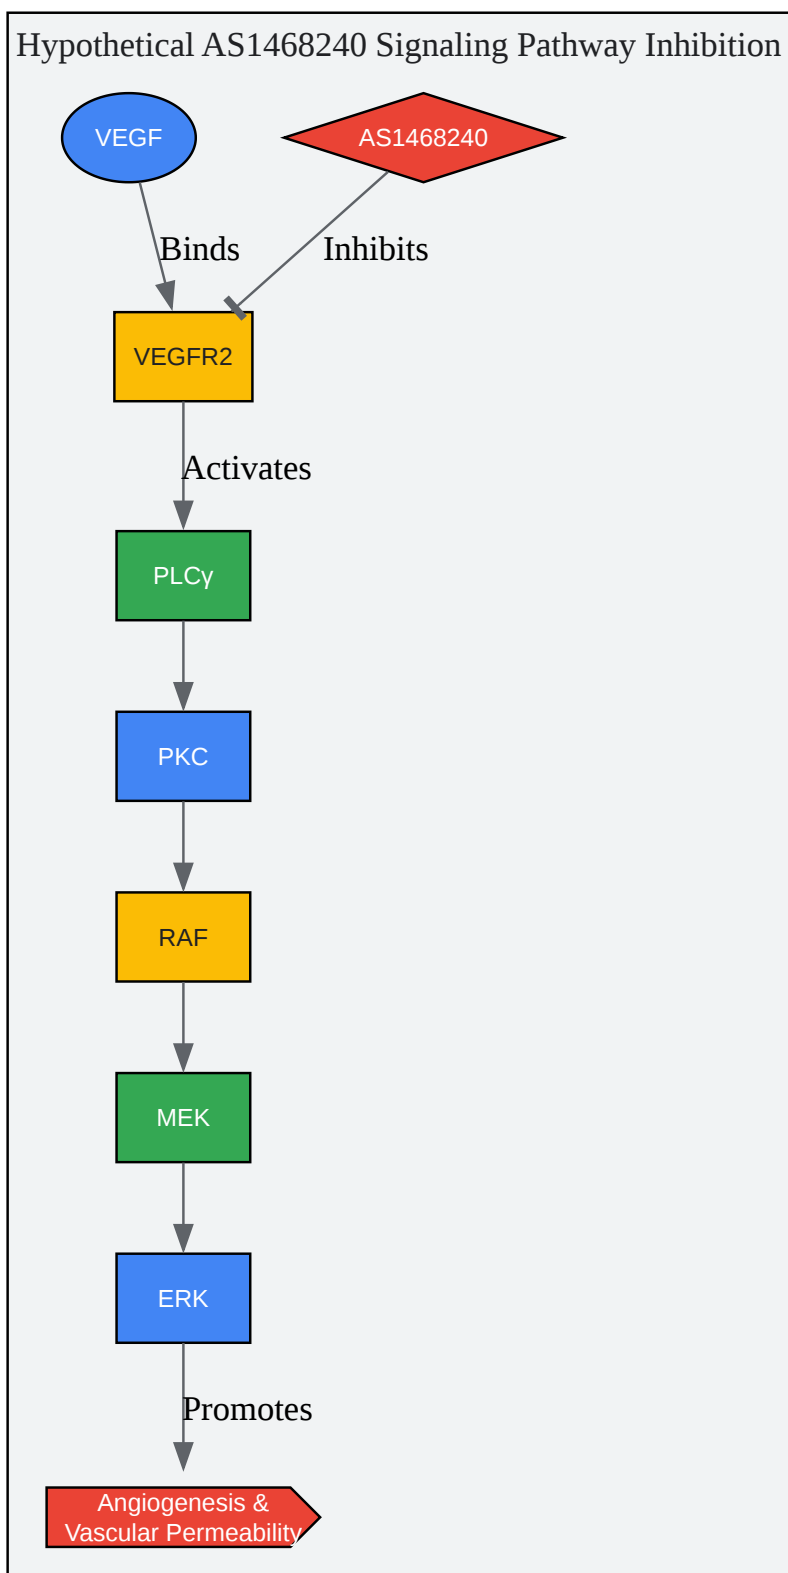 Hypothetical AS1468240 Signaling Pathway Inhibition
VEGF
AS1468240
Binds
Inhibits
VEGFR2
Activates
PLCγ
PKC
RAF
MEK
ERK
Promotes
Angiogenesis &
Vascular Permeability